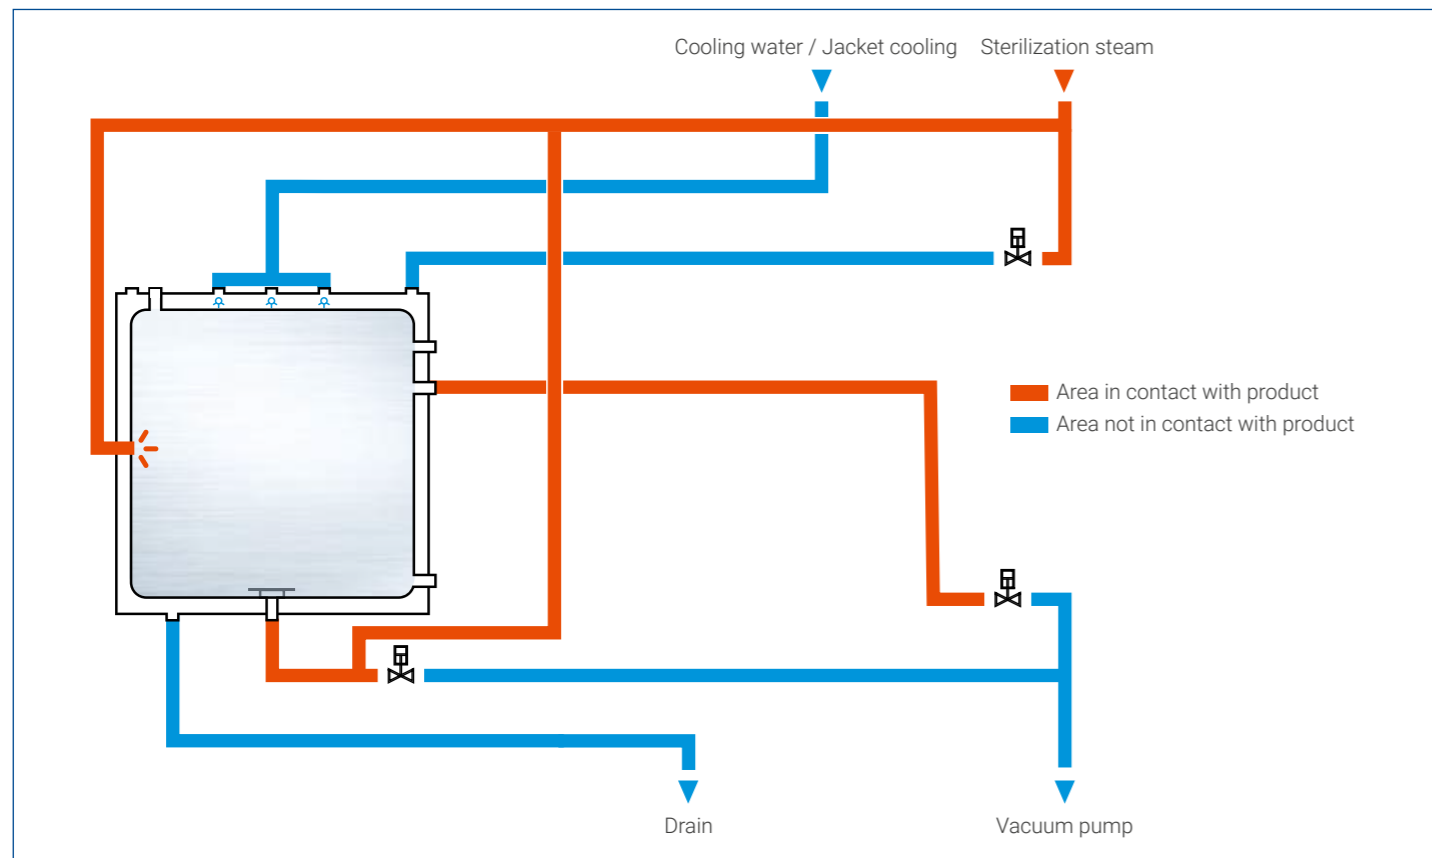 Cooling water / Jacket cooling
Sterilization steam
Area in contact with product
Area not in contact with product
Drain
Vacuum pump